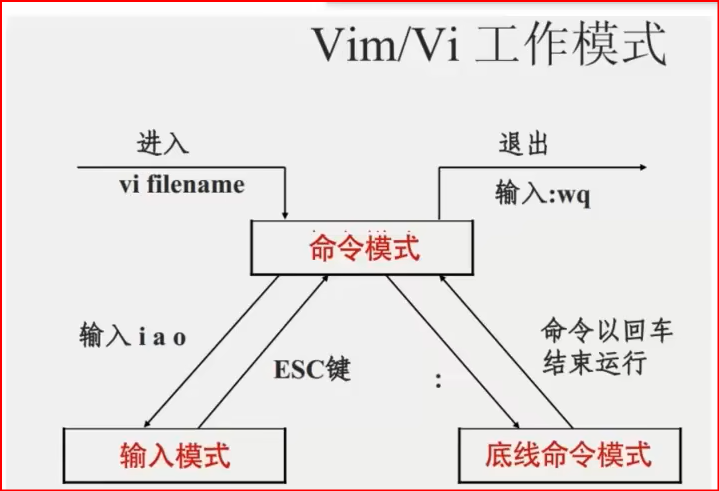 Vim/Vi 工作模式
进入
退出
vi filename
输入:wq
命令模式
输入 i a o
ESC键
:
命令以回车
结束运行
输入模式
底线命令模式